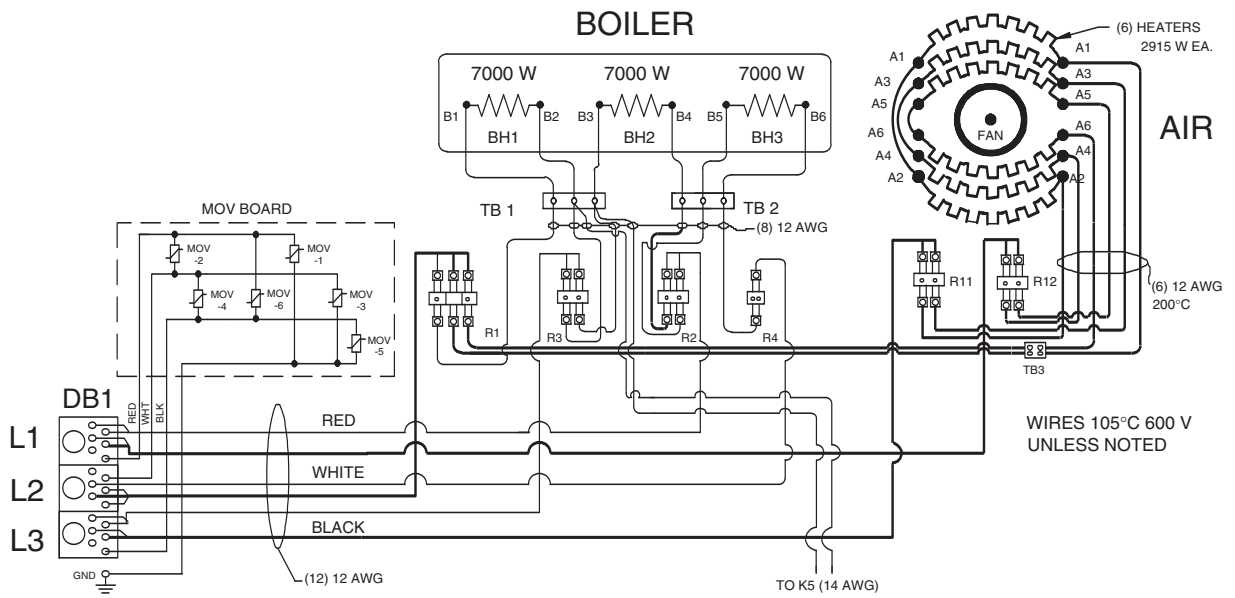 BOILER
(6) HEATERS
2915 W EA.
7000 W
7000 W
7000 W
B1
B2
B3
B4
B5
B6
BH1
BH2
BH3
A1
A3
A5
A6
A4
A2
A1
A3
A5
A6
A4
A2
FAN
AIR
TB 1
TB 2
(8) 12 AWG
MOV BOARD
MOV
-2
MOV
-1
MOV
-4
MOV
-6
MOV
-3
MOV
-5
R1
R3
R2
R4
R11
R12
(6) 12 AWG
200°C
TB3
DB1
RED
WHT
BLK
L1
RED
WIRES 105°C 600 V
UNLESS NOTED
L2
WHITE
L3
BLACK
GND
(12) 12 AWG
TO K5 (14 AWG)